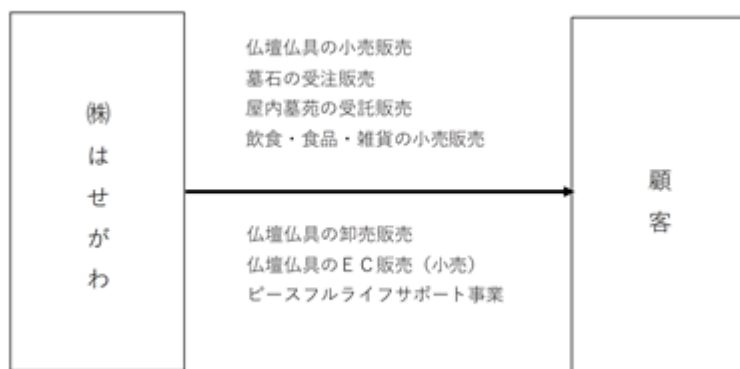 ㈱はせがわ
仏壇仏具の小売販売
墓石の受注販売
屋内墓苑の受託販売
飲食・食品・雑貨の小売販売
仏壇仏具の卸売販売
仏壇仏具のＥＣ販売（小売）
ピースフルライフサポート事業
顧客